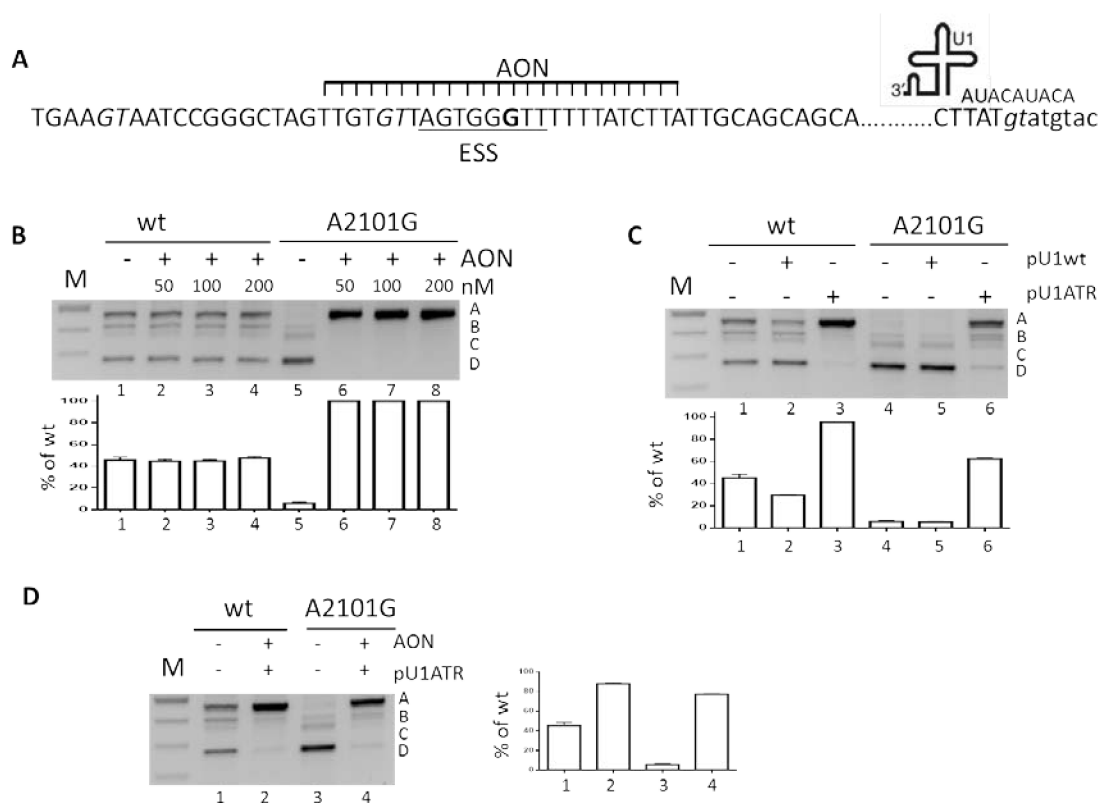 A
AON
U1
3'
AUACAUACA
TGAAGTAATCCGGGCTAGTTGTGTTAGTGGGTTTTTTATCTTATTGCAGCAGCA...........CTTATgtatgtac
ESS
B
wt A2101G
- + + + - + + + AON
M 50 100 200 50 100 200 nM
A
B
C
D
1 2 3 4 5 6 7 8
% of wt
100
80
60
40
20
0
1 2 3 4 5 6 7 8
C
wt A2101G
- + - - + - pU1wt
M - - + - - + pU1ATR
A
B
C
D
1 2 3 4 5 6
% of wt
100
80
60
40
20
0
1 2 3 4 5 6
D
wt A2101G
- + - + AON
M - + - + pU1ATR
A
B
C
D
1 2 3 4
% of wt
100
80
60
40
20
0
1 2 3 4